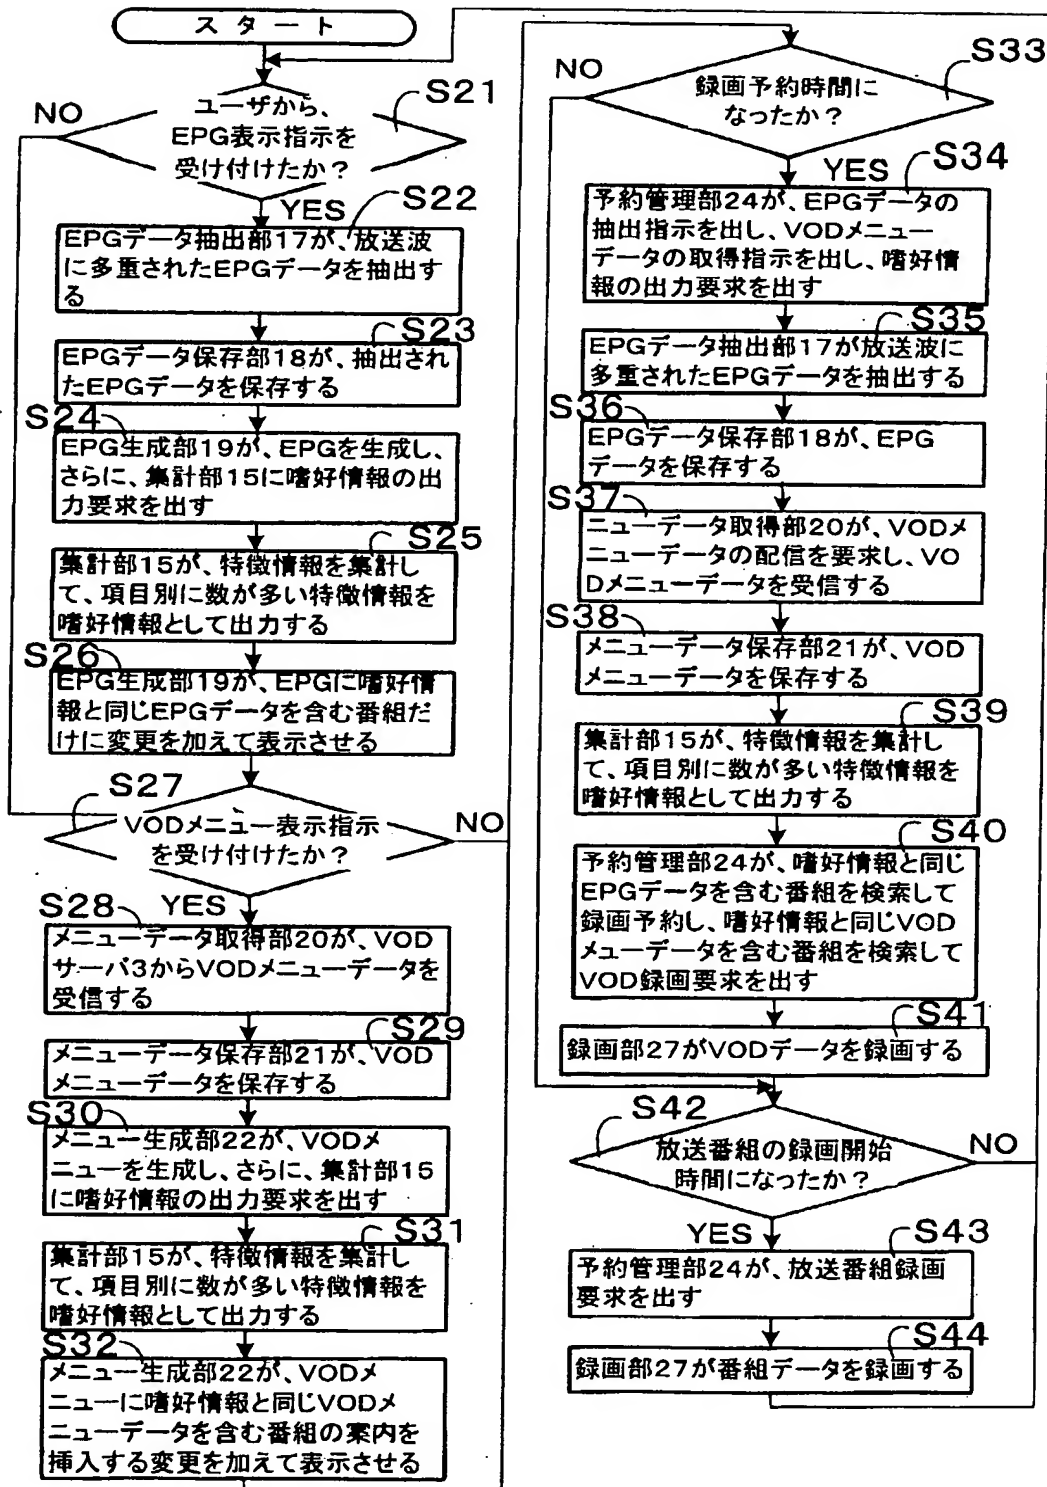 スタート
S21
NO
ユーザから、
EPG表示指示を
受け付けたか?
YES
S22
EPGデータ抽出部17が、放送波
に多重されたEPGデータを抽出す
る
S23
EPGデータ保存部18が、抽出され
たEPGデータを保存する
S24
EPG生成部19が、EPGを生成し、
さらに、集計部15に嗜好情報の出
力要求を出す
S25
集計部15が、特徴情報を集計し
て、項目別に数が多い特徴情報を
嗜好情報として出力する
S26
EPG生成部19が、EPGに嗜好情
報と同じEPGデータを含む番組だ
けに変更を加えて表示させる
S27
VODメニュー表示指示
を受け付けたか?
NO
YES
S28
メニューデータ取得部20が、VOD
サーバ3からVODメニューデータを
受信する
S29
メニューデータ保存部21が、VOD
メニューデータを保存する
S30
メニュー生成部22が、VODメ
ニューを生成し、さらに、集計部15
に嗜好情報の出力要求を出す
S31
集計部15が、特徴情報を集計し
て、項目別に数が多い特徴情報を
嗜好情報として出力する
S32
メニュー生成部22が、VODメ
ニューに嗜好情報と同じVODメ
ニューデータを含む番組の案内を
挿入する変更を加えて表示させる
S33
NO
録画予約時間に
なったか?
YES
S34
予約管理部24が、EPGデータの
抽出指示を出し、VODメニュー
データの取得指示を出し、嗜好情
報の出力要求を出す
S35
EPGデータ抽出部17が放送波に
多重されたEPGデータを抽出する
S36
EPGデータ保存部18が、EPG
データを保存する
S37
ニューデータ取得部20が、VODメ
ニューデータの配信を要求し、VO
Dメニューデータを受信する
S38
メニューデータ保存部21が、VOD
メニューデータを保存する
S39
集計部15が、特徴情報を集計し
て、項目別に数が多い特徴情報を
嗜好情報として出力する
S40
予約管理部24が、嗜好情報と同じ
EPGデータを含む番組を検索して
録画予約し、嗜好情報と同じVOD
メューデータを含む番組を検索して
VOD録画要求を出す
S41
録画部27がVODデータを録画する
S42
放送番組の録画開始
時間になったか?
NO
YES
S43
予約管理部24が、放送番組録画
要求を出す
S44
録画部27が番組データを録画する